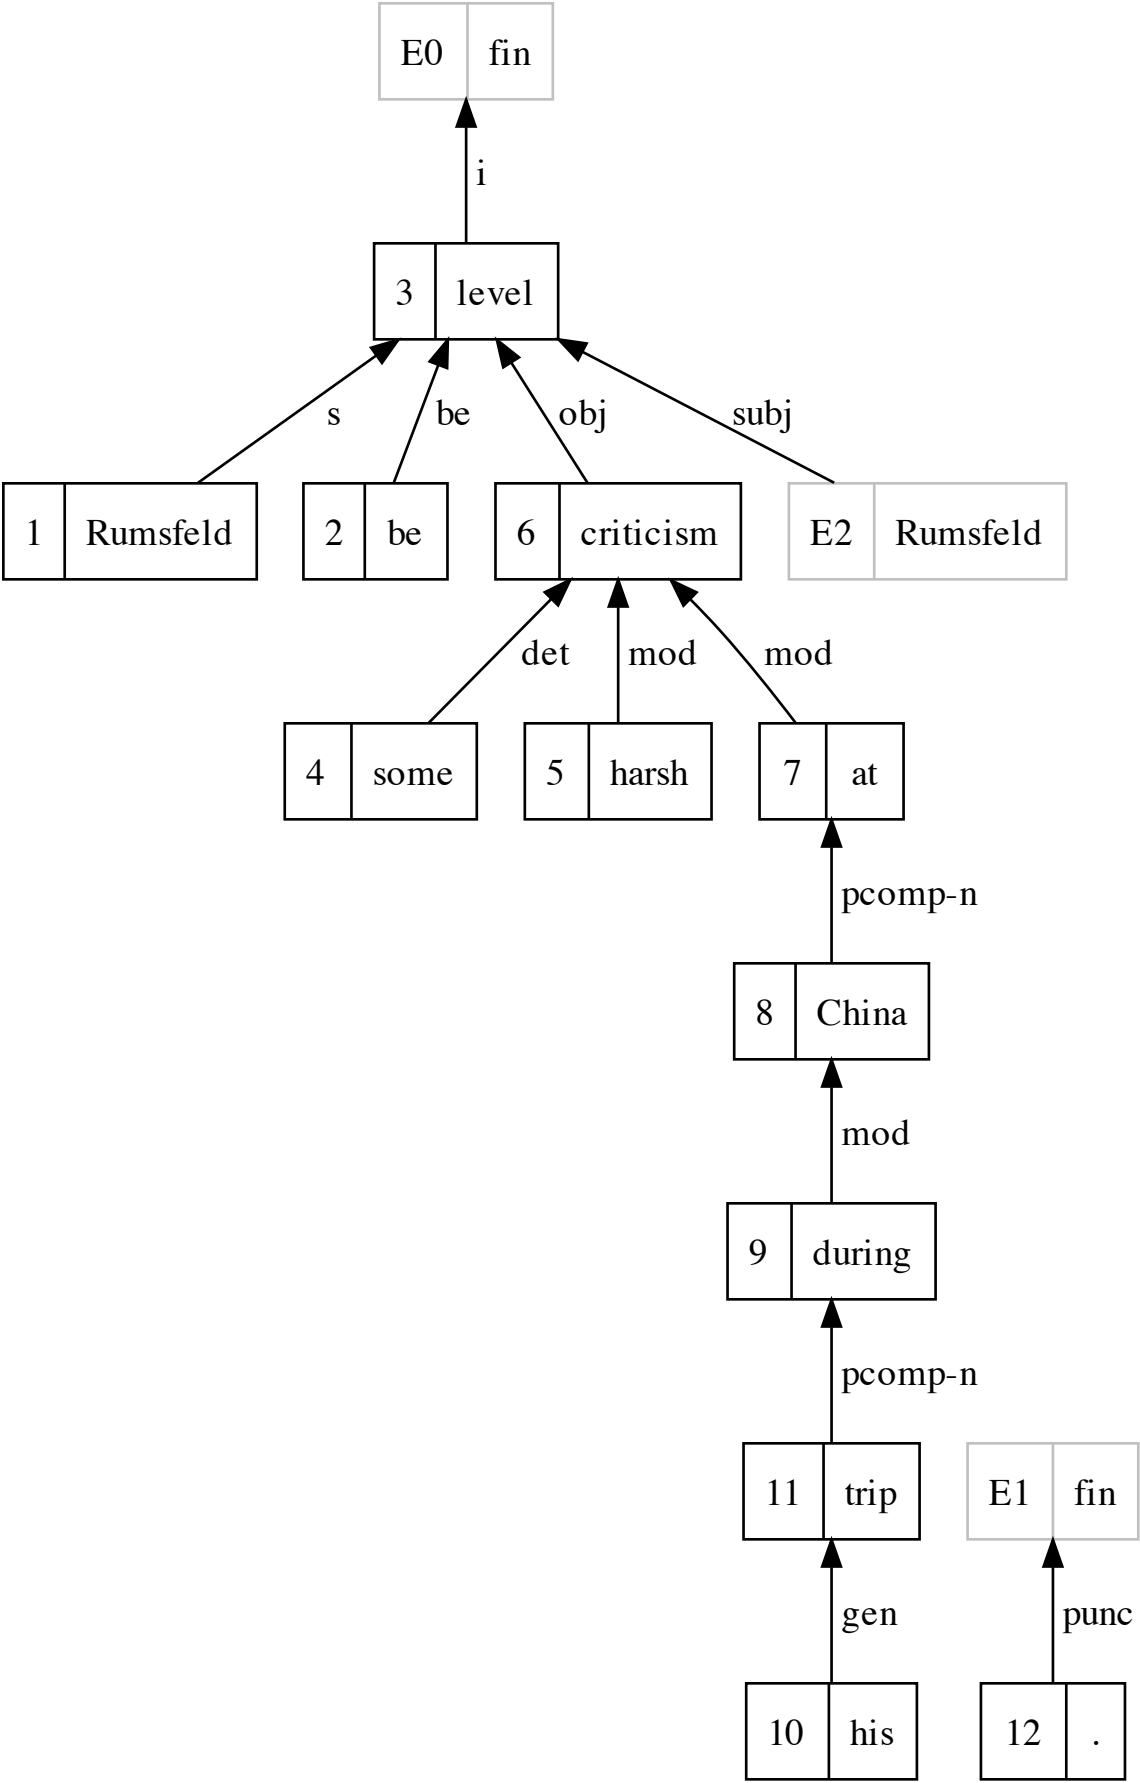 E0 fin
i
3 level
s be obj subj
1 Rumsfeld 2 be 6 criticism E2 Rumsfeld
det mod mod
4 some 5 harsh 7 at
pcomp-n
8 China
mod
9 during
pcomp-n
11 trip E1 fin
gen punc
10 his 12 .